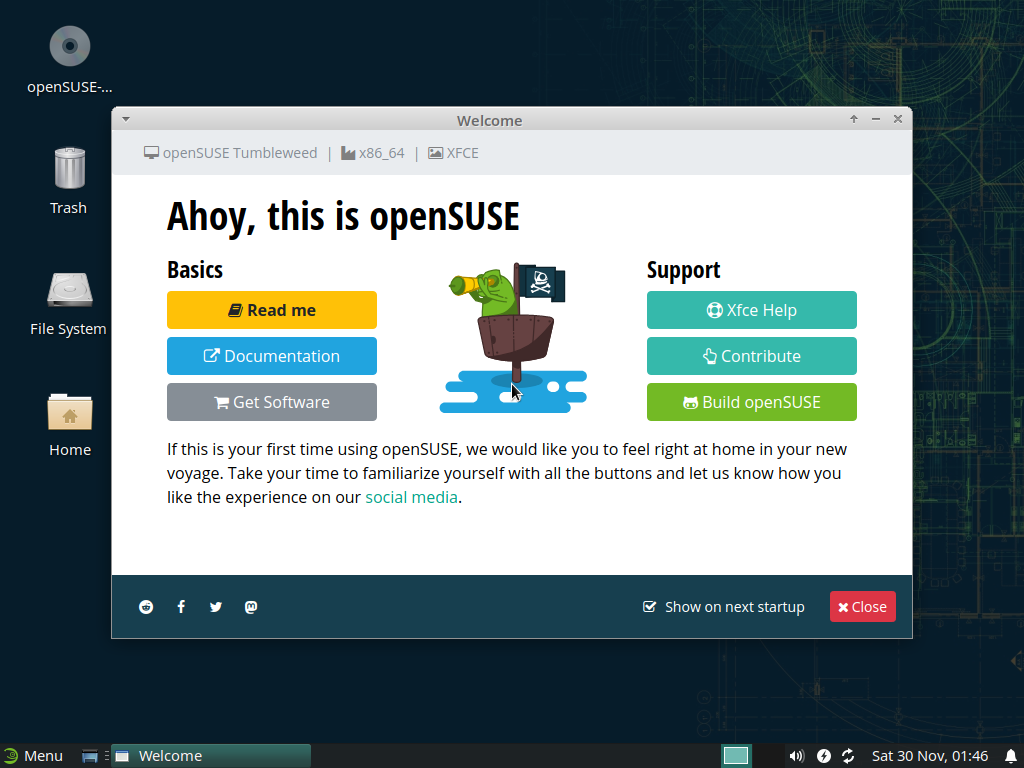 openSUSE-...
Trash
File System
Home
Welcome
openSUSE Tumbleweed | x86_64 | XFCE
Ahoy, this is openSUSE
Basics
Read me
Documentation
Get Software
Support
Xfce Help
Contribute
Build openSUSE
If this is your first time using openSUSE, we would like you to feel right at home in your new
voyage. Take your time to familiarize yourself with all the buttons and let us know how you
like the experience on our social media.
Show on next startup
Close
Menu
Welcome
Sat 30 Nov, 01:46